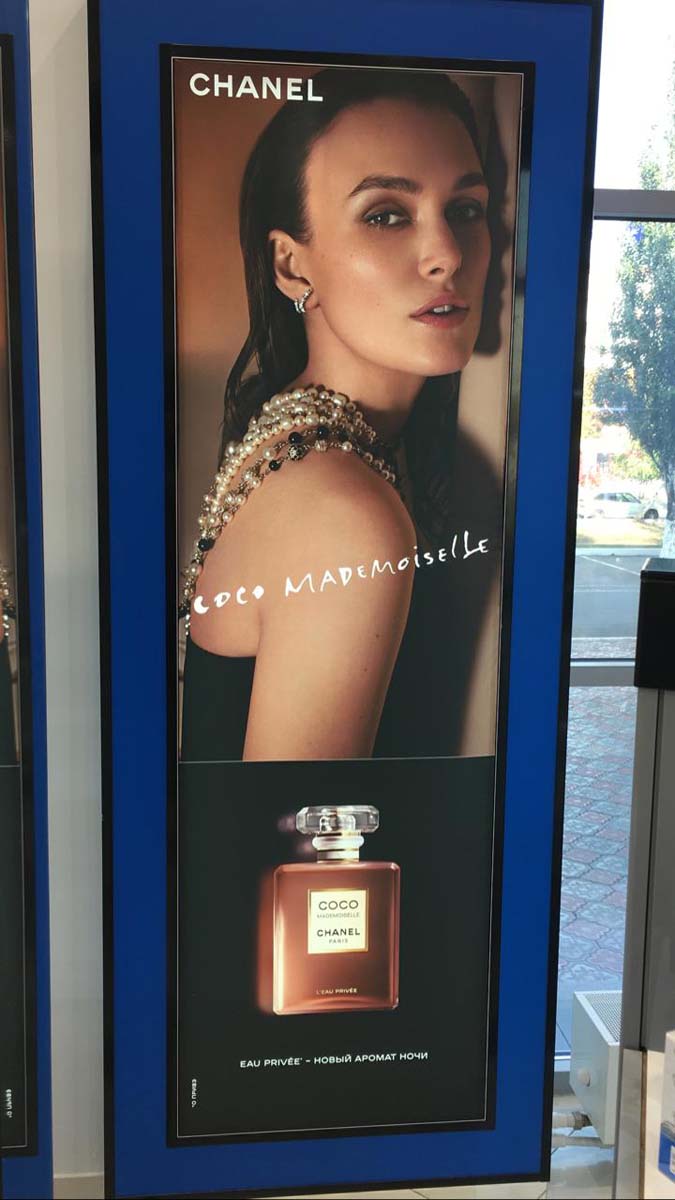 CHANEL
COCO MADEMOISELLE
COCO
MADEMOISELLE
CHANEL
PARIS
L'EAU PRIVÉE
EAU PRIVÉE* – НОВЫЙ АРОМАТ НОЧИ